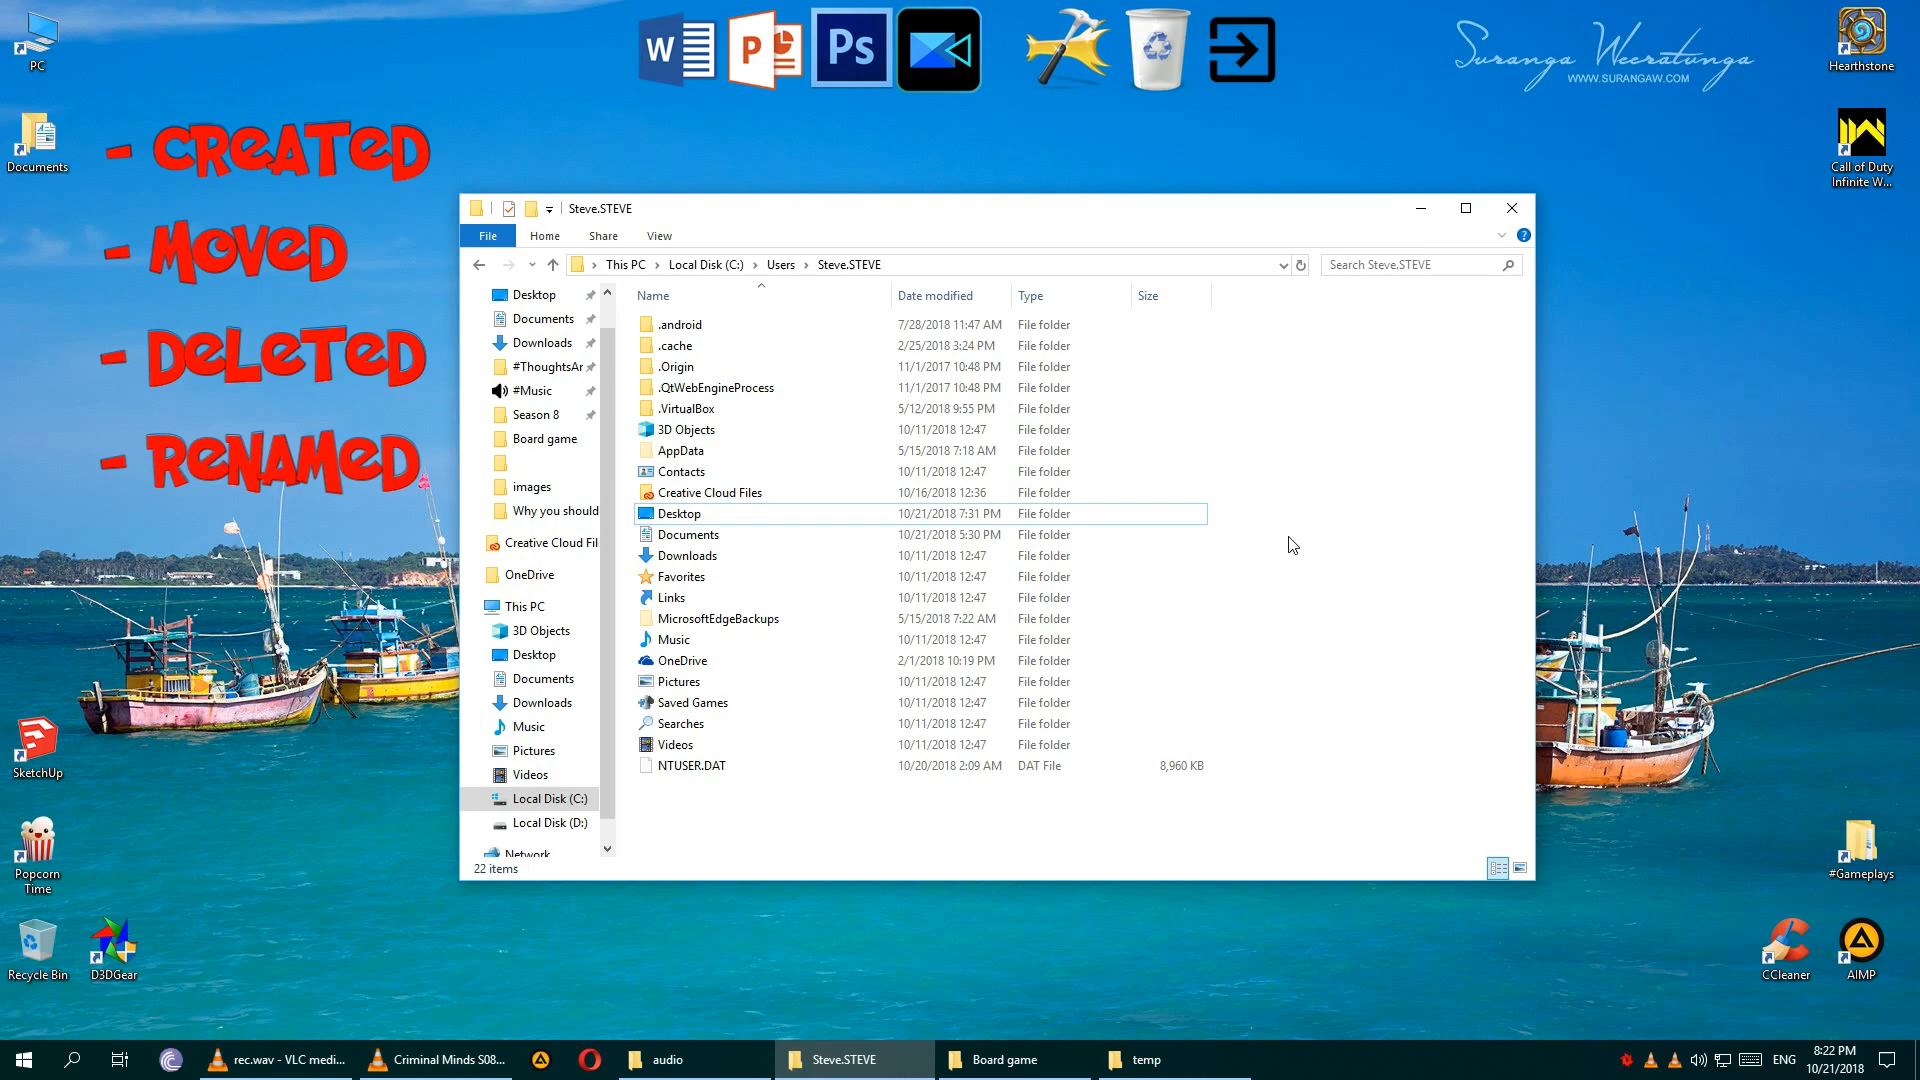 PC
Documents
W
P
Ps
Suranga Weeratunga
WWW.SURANGAW.COM
Hearthstone
Call of Duty
Infinite W...
- CREATED
- MOVED
- DELETED
- RENAMED
Steve.STEVE
File Home Share View
This PC > Local Disk (C:) > Users > Steve.STEVE
Search Steve.STEVE
Desktop
Documents
Downloads
#ThoughtsAr
#Music
Season 8
Board game
images
Why you should
Creative Cloud Fil
OneDrive
This PC
3D Objects
Desktop
Documents
Downloads
Music
Pictures
Videos
Local Disk (C:)
Local Disk (D:)
Network
Name Date modified Type Size
.android 7/28/2018 11:47 AM File folder
.cache 2/25/2018 3:24 PM File folder
.Origin 11/1/2017 10:48 PM File folder
.QtWebEngineProcess 11/1/2017 10:48 PM File folder
.VirtualBox 5/12/2018 9:55 PM File folder
3D Objects 10/11/2018 12:47 File folder
AppData 5/15/2018 7:18 AM File folder
Contacts 10/11/2018 12:47 File folder
Creative Cloud Files 10/16/2018 12:36 File folder
Desktop 10/21/2018 7:31 PM File folder
Documents 10/21/2018 5:30 PM File folder
Downloads 10/11/2018 12:47 File folder
Favorites 10/11/2018 12:47 File folder
Links 10/11/2018 12:47 File folder
MicrosoftEdgeBackups 5/15/2018 7:22 AM File folder
Music 10/11/2018 12:47 File folder
OneDrive 2/1/2018 10:19 PM File folder
Pictures 10/11/2018 12:47 File folder
Saved Games 10/11/2018 12:47 File folder
Searches 10/11/2018 12:47 File folder
Videos 10/11/2018 12:47 File folder
NTUSER.DAT 10/20/2018 2:09 AM DAT File 8,960 KB
22 items
SketchUp
Popcorn
Time
Recycle Bin
D3DGear
#Gameplays
CCleaner
AIMP
rec.wav - VLC medi...
Criminal Minds S08...
audio
Steve.STEVE
Board game
temp
ENG
8:22 PM
10/21/2018